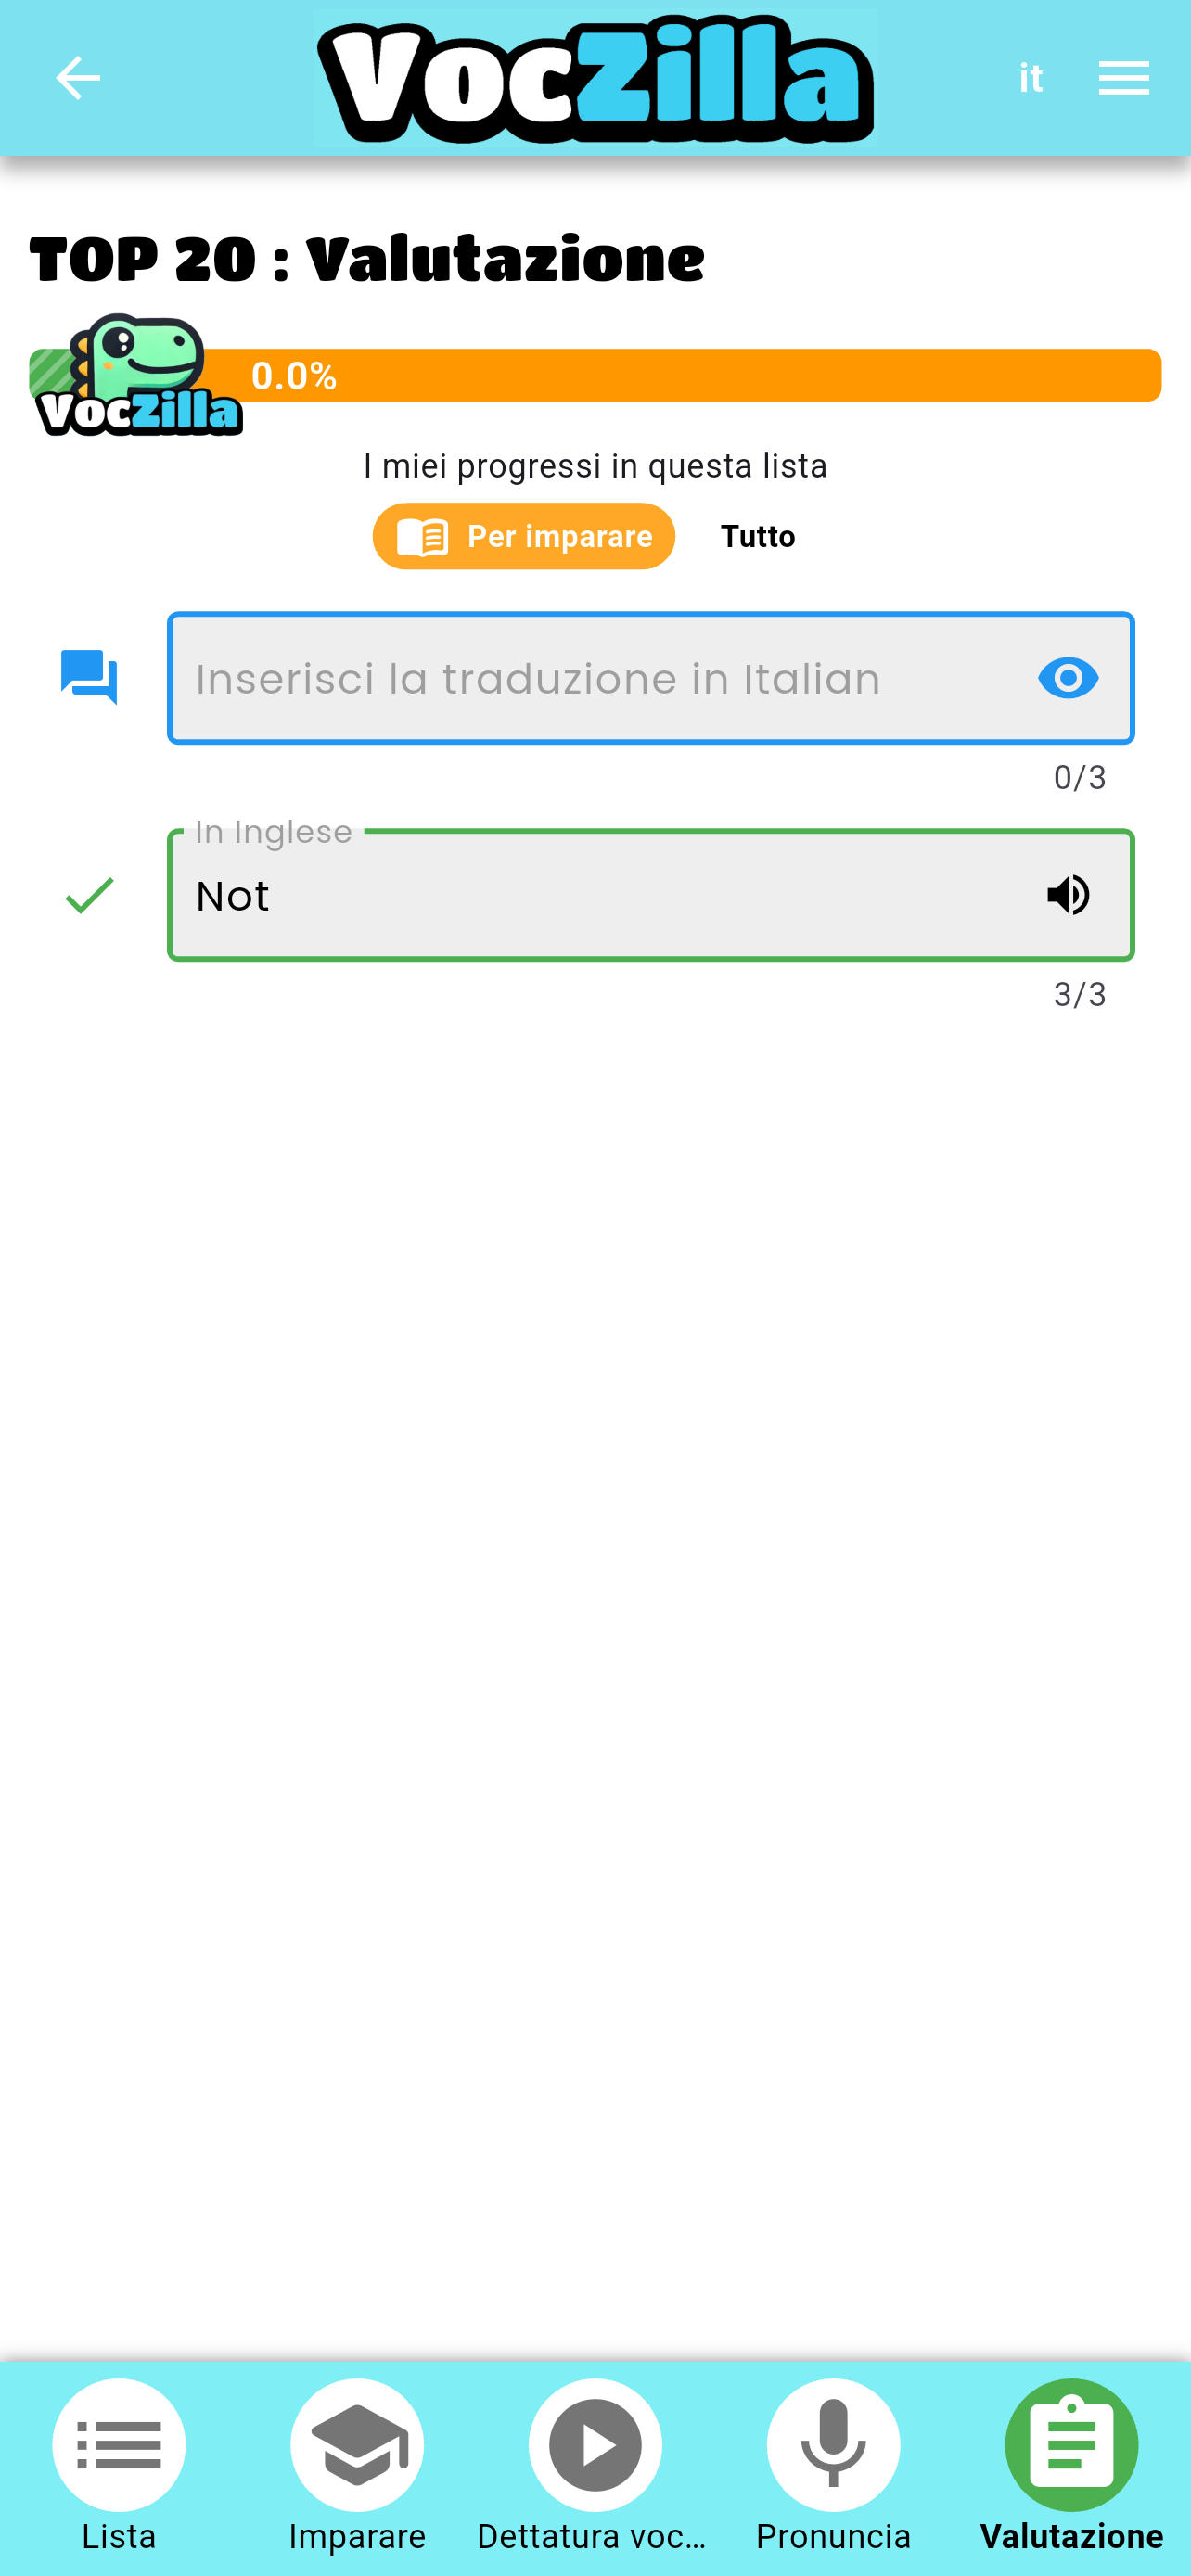 VocZilla
it
TOP 20 : Valutazione
0.0%
VocZilla
I miei progressi in questa lista
Per imparare Tutto
Inserisci la traduzione in Italian
0/3
In Inglese
Not
3/3
Lista Imparare Dettatura voc... Pronuncia Valutazione